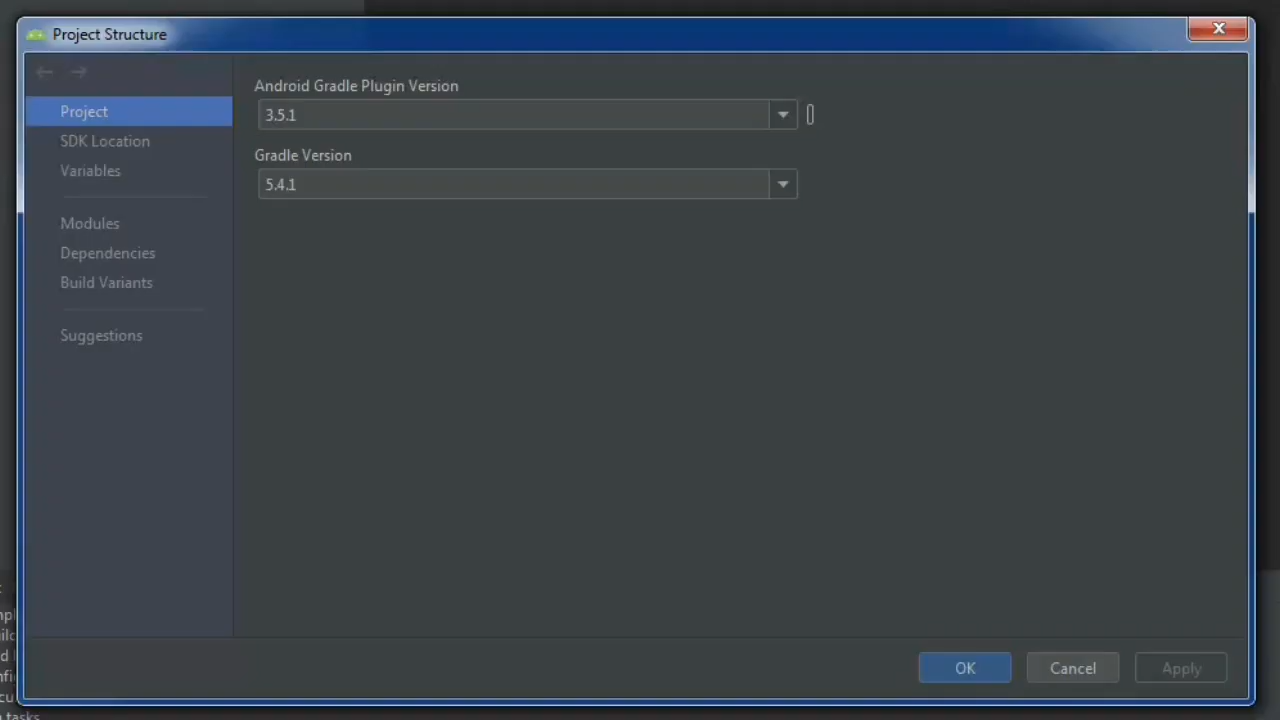 Project Structure
Project
SDK Location
Variables
Modules
Dependencies
Build Variants
Suggestions
Android Gradle Plugin Version
3.5.1
Gradle Version
5.4.1
OK
Cancel
Apply
tasks